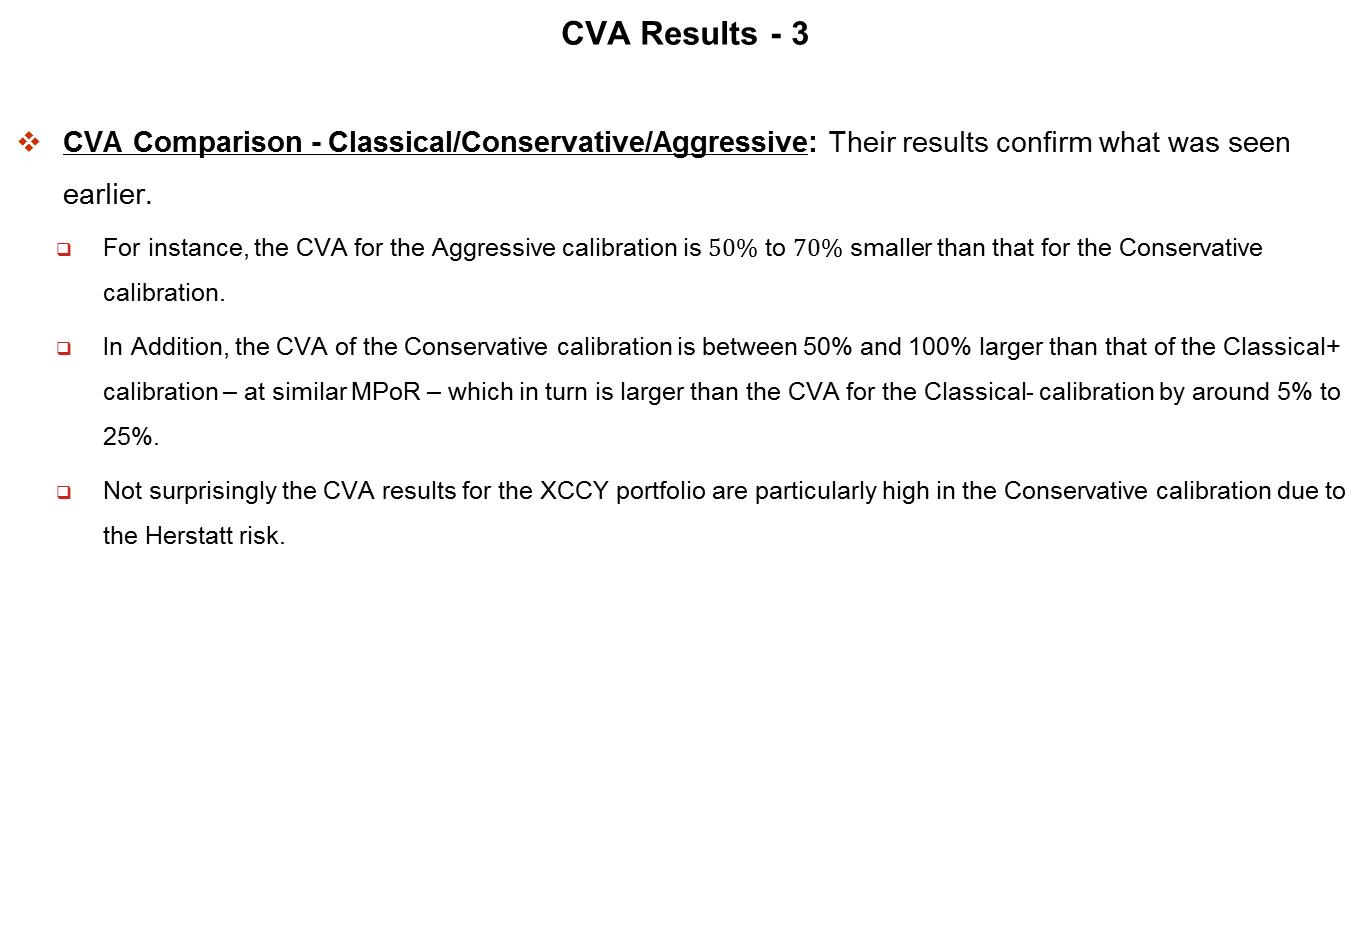 CVA Results - 3
CVA Comparison - Classical/Conservative/Aggressive: Their results confirm what was seen
earlier.
For instance, the CVA for the Aggressive calibration is 50% to 70% smaller than that for the Conservative
calibration.
In Addition, the CVA of the Conservative calibration is between 50% and 100% larger than that of the Classical+
calibration – at similar MPoR – which in turn is larger than the CVA for the Classical- calibration by around 5% to
25%.
Not surprisingly the CVA results for the XCCY portfolio are particularly high in the Conservative calibration due to
the Herstatt risk.